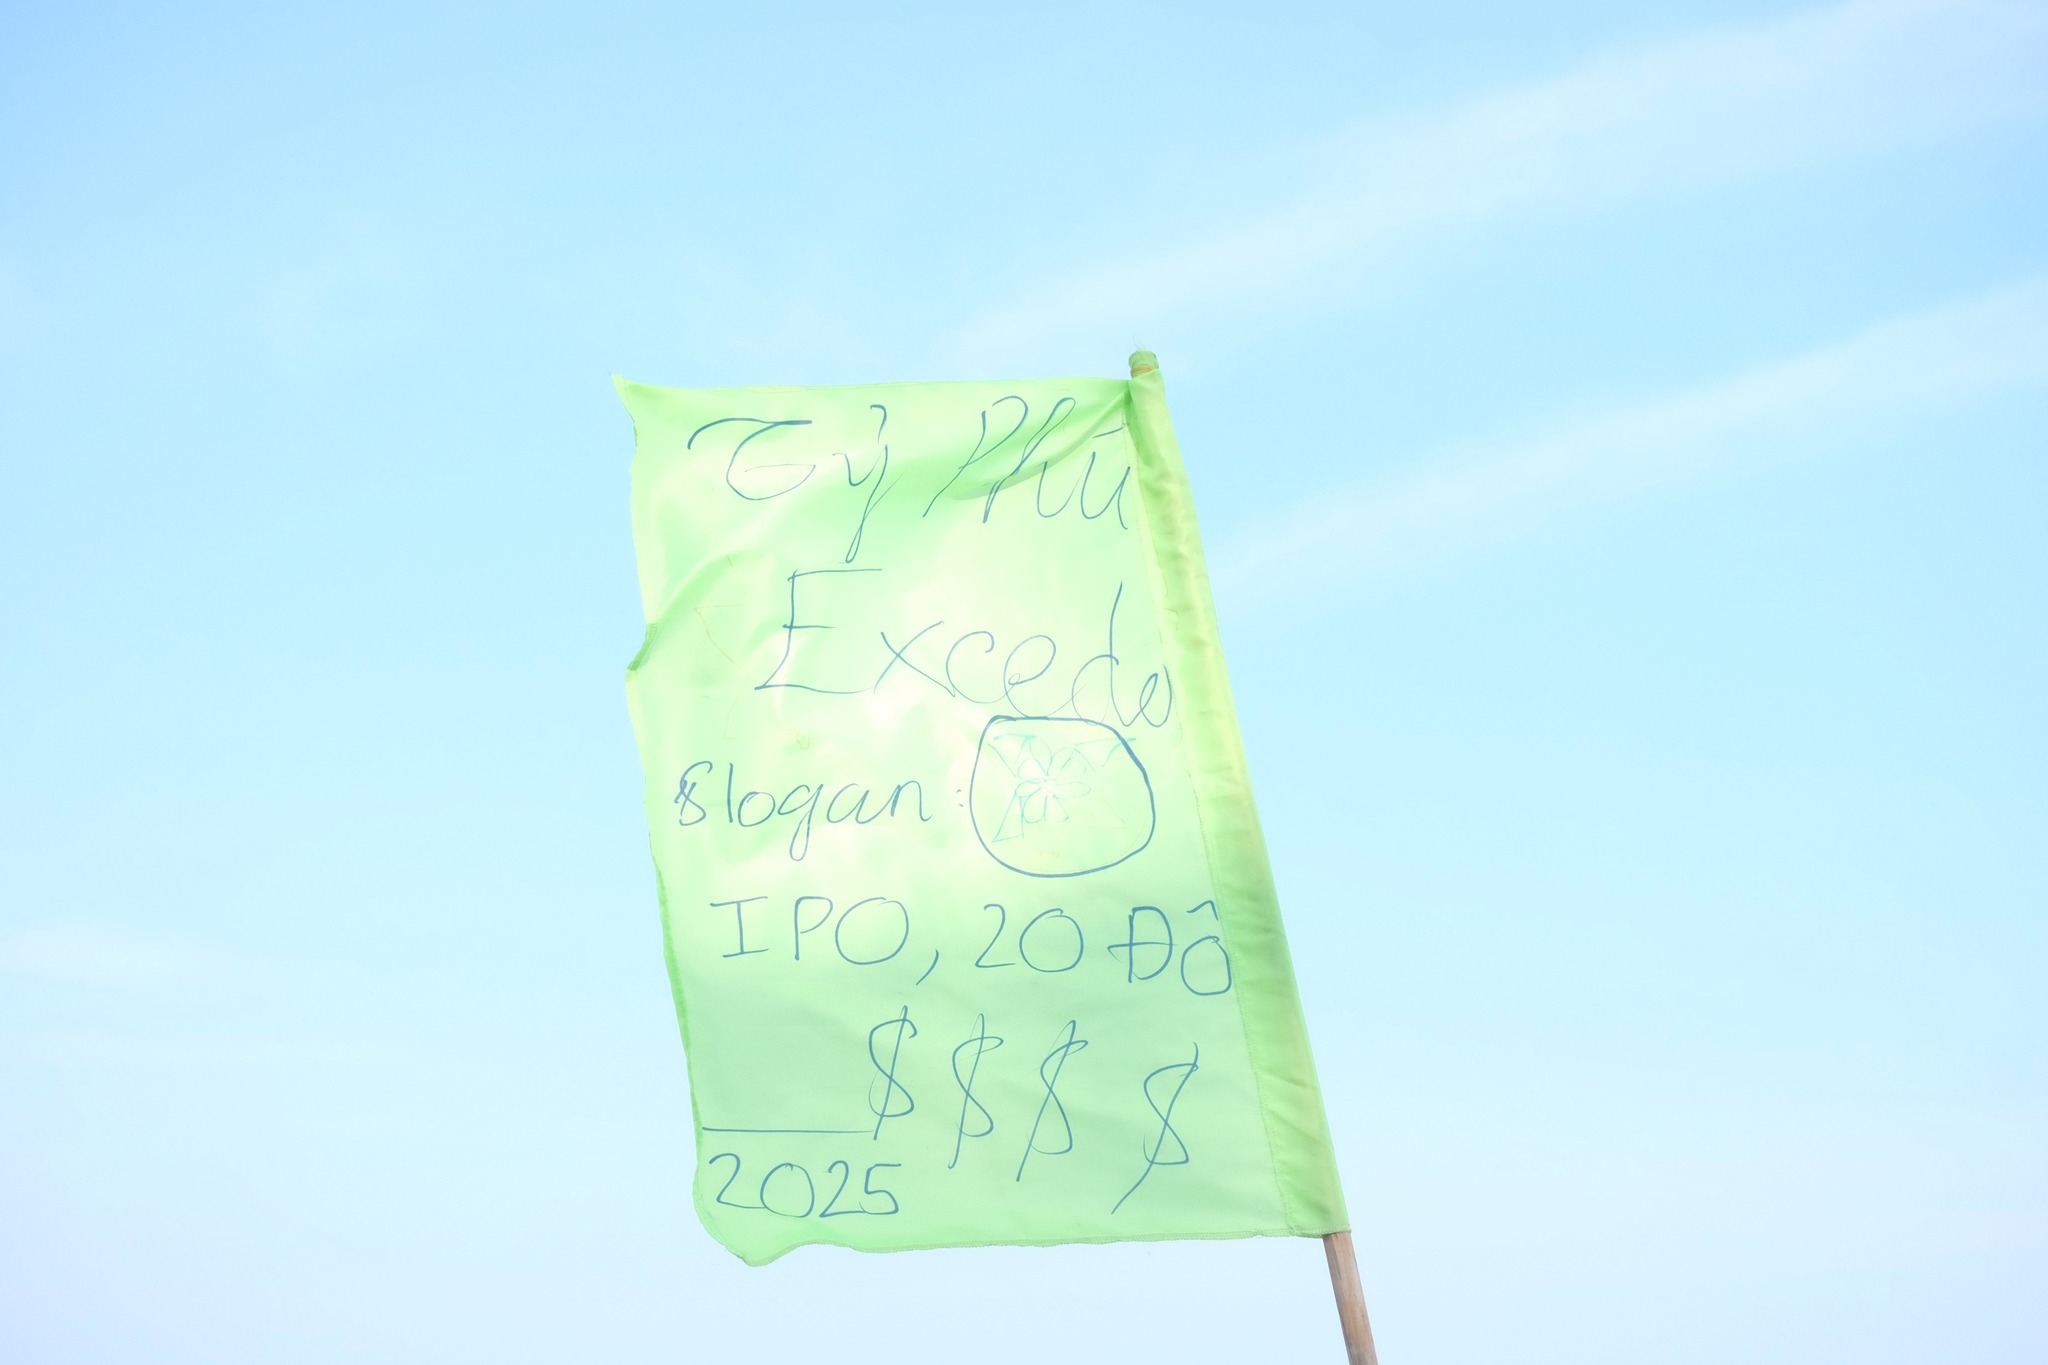 Tỷ Phú
Excedo
Slogan:
IPO, 20 Đô
$ $ $ $
2025